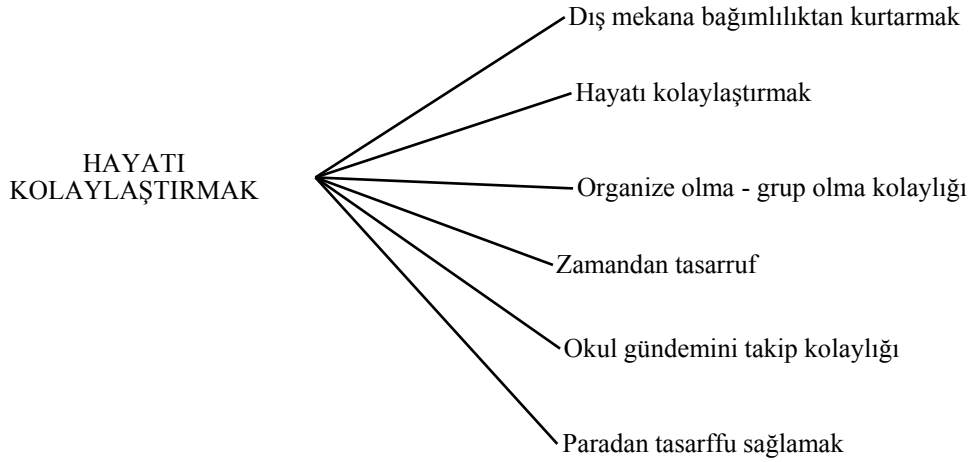 Dış mekana bağımlılıktan kurtarmak
Hayatı kolaylaştırmak
HAYATI
KOLAYLAŞTIRMAK
Organize olma - grup olma kolaylığı
Zamandan tasarruf
Okul gündemini takip kolaylığı
Paradan tasarffu sağlamak